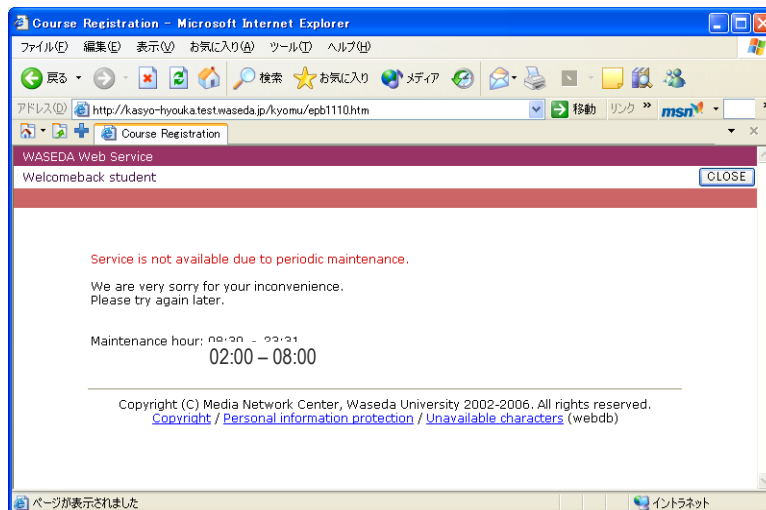 Course Registration - Microsoft Internet Explorer
ファイル(F) 編集(E) 表示(V) お気に入り(A) ツール(T) ヘルプ(H)
戻る 検索 お気に入り メディア
アドレス(D) http://kasyo-hyouka.test.waseda.jp/kyomu/epb1110.htm 移動 リンク » msn
Course Registration
WASEDA Web Service
Welcomeback student CLOSE
Service is not available due to periodic maintenance.
We are very sorry for your inconvenience.
Please try again later.
Maintenance hour:
02:00 – 08:00
Copyright (C) Media Network Center, Waseda University 2002-2006. All rights reserved.
Copyright / Personal information protection / Unavailable characters (webdb)
ページが表示されました イントラネット